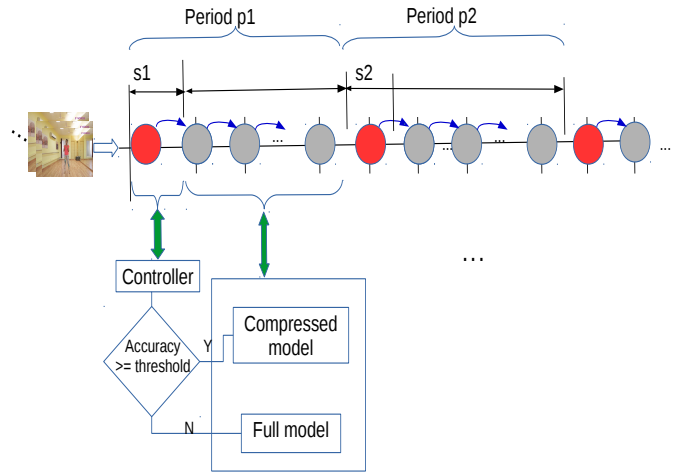 Period p1
Period p2
s1
s2
...
...
...
...
...
...
Controller
Accuracy
>= threshold
Y
Compressed
model
N
Full model